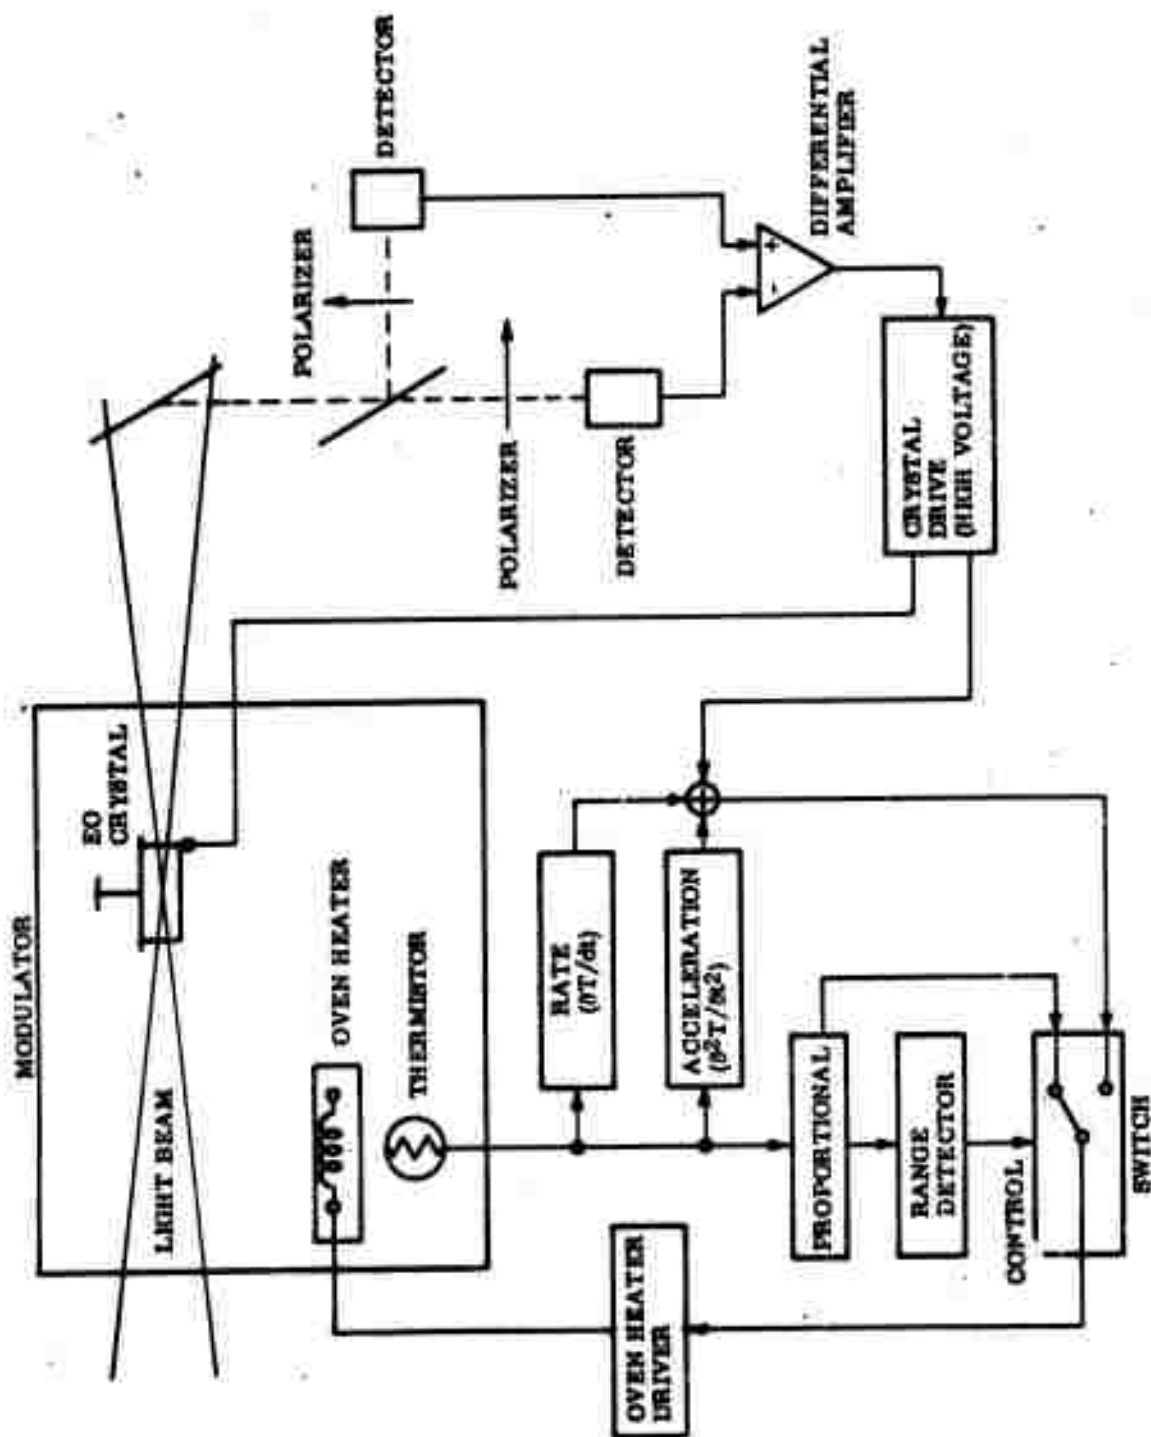 MODULATOR
LIGHT BEAM
EO
CRYSTAL
OVEN HEATER
THERMISTOR
POLARIZER
DETECTOR
POLARIZER
DETECTOR
DIFFERENTIAL
AMPLIFIER
+
-
CRYSTAL
DRIVE
(HIGH VOLTAGE)
RATE
(∂T/∂t)
ACCELERATION
(∂²T/∂t²)
OVEN HEATER
DRIVER
PROPORTIONAL
RANGE
DETECTOR
CONTROL
SWITCH